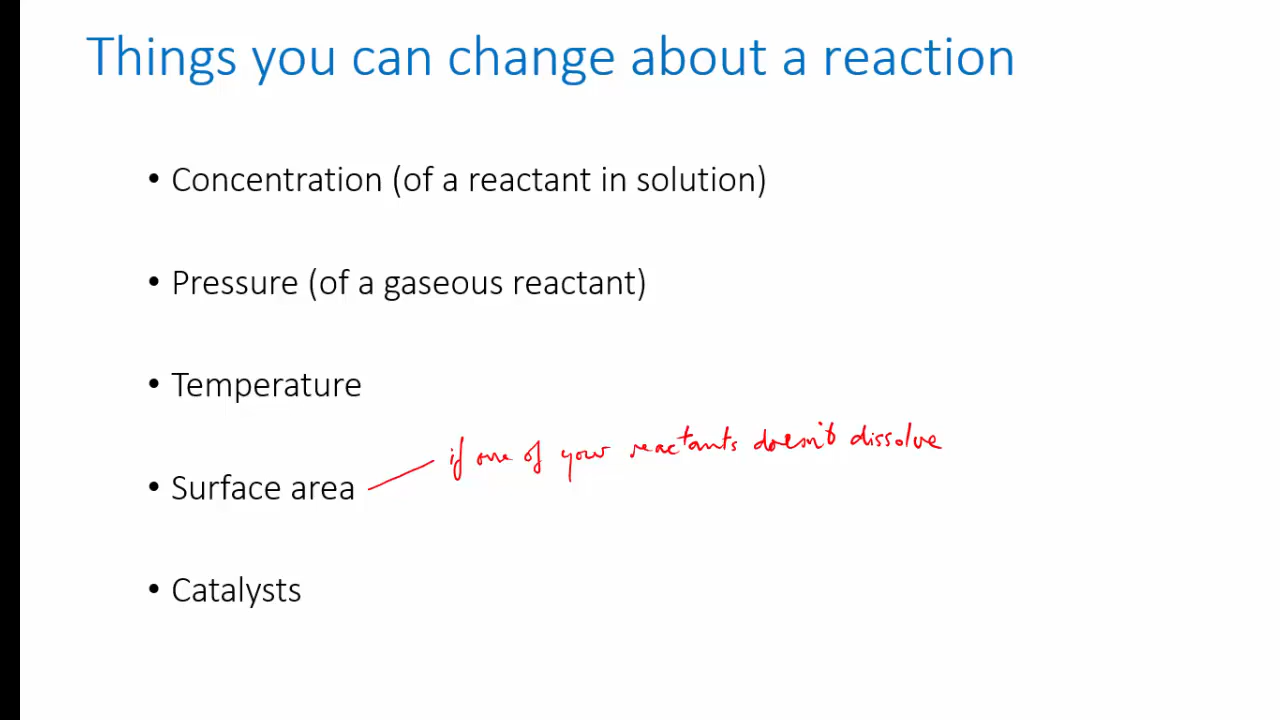 Things you can change about a reaction
• Concentration (of a reactant in solution)
• Pressure (of a gaseous reactant)
• Temperature
if one of your reactants doesn't dissolve
• Surface area
• Catalysts